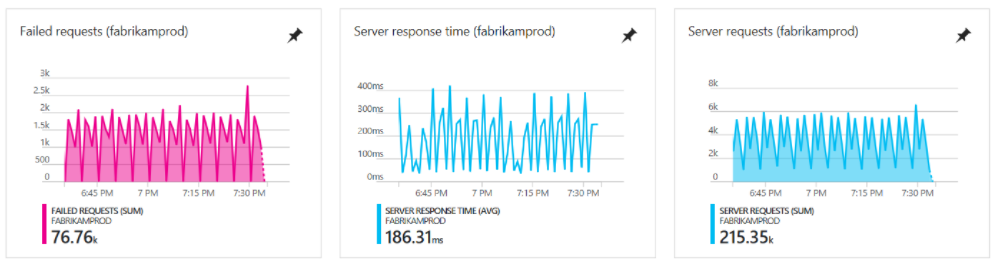 Failed requests (fabrikamprod)
3k
2.5k
2k
1.5k
1k
500
0
6:45 PM 7 PM 7:15 PM 7:30 PM
FAILED REQUESTS (SUM)
FABRIKAMPROD
76.76k
Server response time (fabrikamprod)
400ms
300ms
200ms
100ms
0ms
6:45 PM 7 PM 7:15 PM 7:30 PM
SERVER RESPONSE TIME (AVG)
FABRIKAMPROD
186.31ms
Server requests (fabrikamprod)
8k
6k
4k
2k
0
6:45 PM 7 PM 7:15 PM 7:30 PM
SERVER REQUESTS (SUM)
FABRIKAMPROD
215.35k